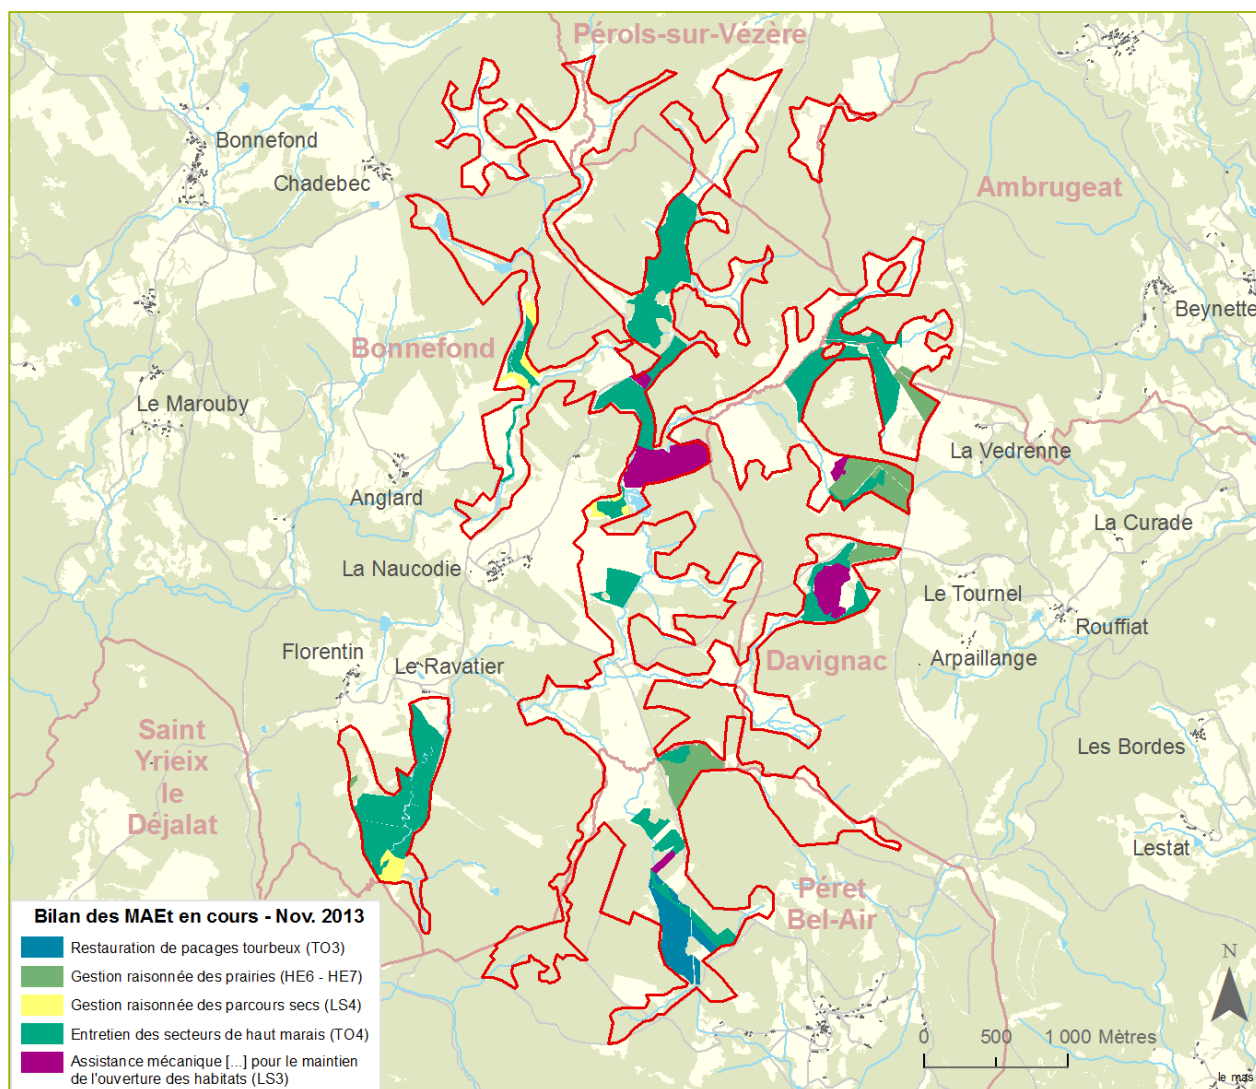 Pérols-sur-Vézère
Bonnefond
Chadebec
Ambrugeat
Beynette
Bonnefond
Le Marouby
La Vedrenne
Anglard
La Curade
La Naucodie
Le Tournel
Rouffiat
Florentin
Le Ravatier
Davignac
Arpaillange
Saint
Yrieix
le
Déjalat
Les Bordes
Lestat
Péret
Bel-Air
Bilan des MAEt en cours - Nov. 2013
Restauration de pacages tourbeux (TO3)
Gestion raisonnée des prairies (HE6 - HE7)
Gestion raisonnée des parcours secs (LS4)
Entretien des secteurs de haut marais (TO4)
Assistance mécanique [...] pour le maintien
de l'ouverture des habitats (LS3)
N
0 500 1 000 Mètres
le mas